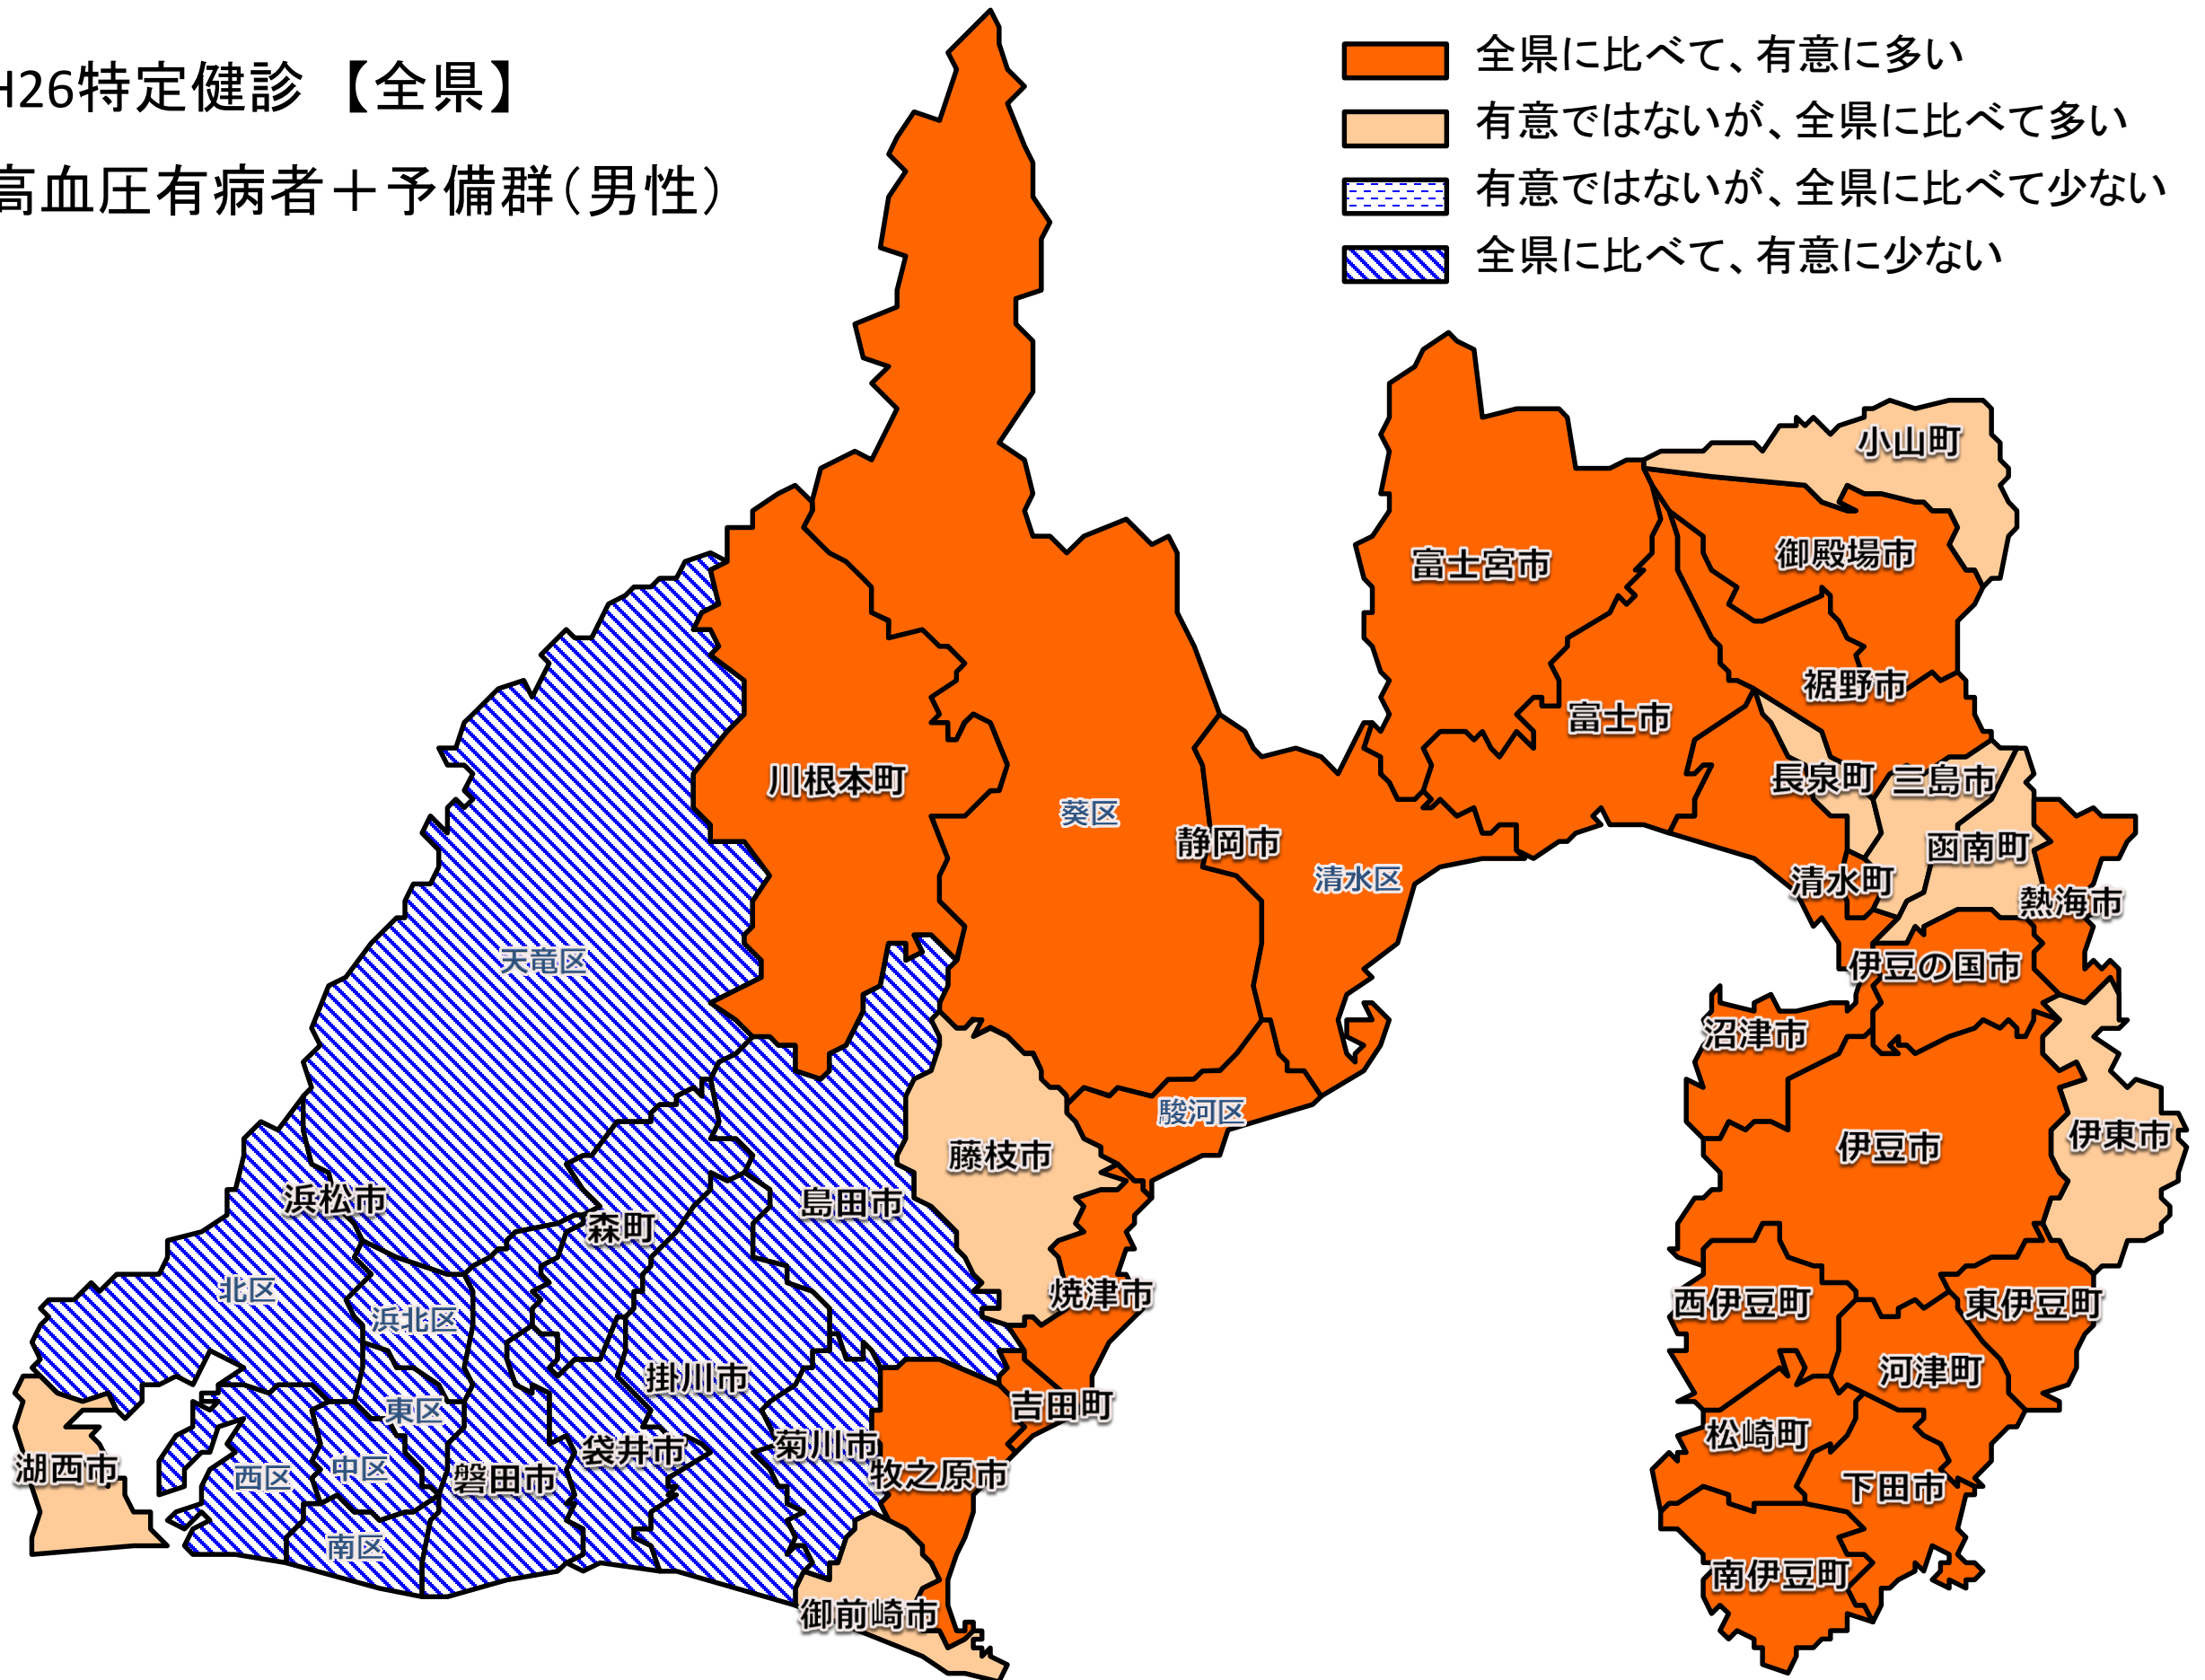 H26特定健診 【全県】
高血圧有病者＋予備群（男性）
全県に比べて、有意に多い
有意ではないが、全県に比べて多い
有意ではないが、全県に比べて少ない
全県に比べて、有意に少ない
小山町
御殿場市
富士宮市
裾野市
富士市
川根本町
長泉町
三島市
葵区
静岡市
函南町
清水区
清水町
熱海市
天竜区
伊豆の国市
沼津市
駿河区
伊東市
藤枝市
伊豆市
浜松市
島田市
森町
北区
焼津市
西伊豆町
東伊豆町
浜北区
河津町
掛川市
東区
吉田町
松崎町
菊川市
袋井市
湖西市
西区
中区
磐田市
牧之原市
下田市
南区
南伊豆町
御前崎市